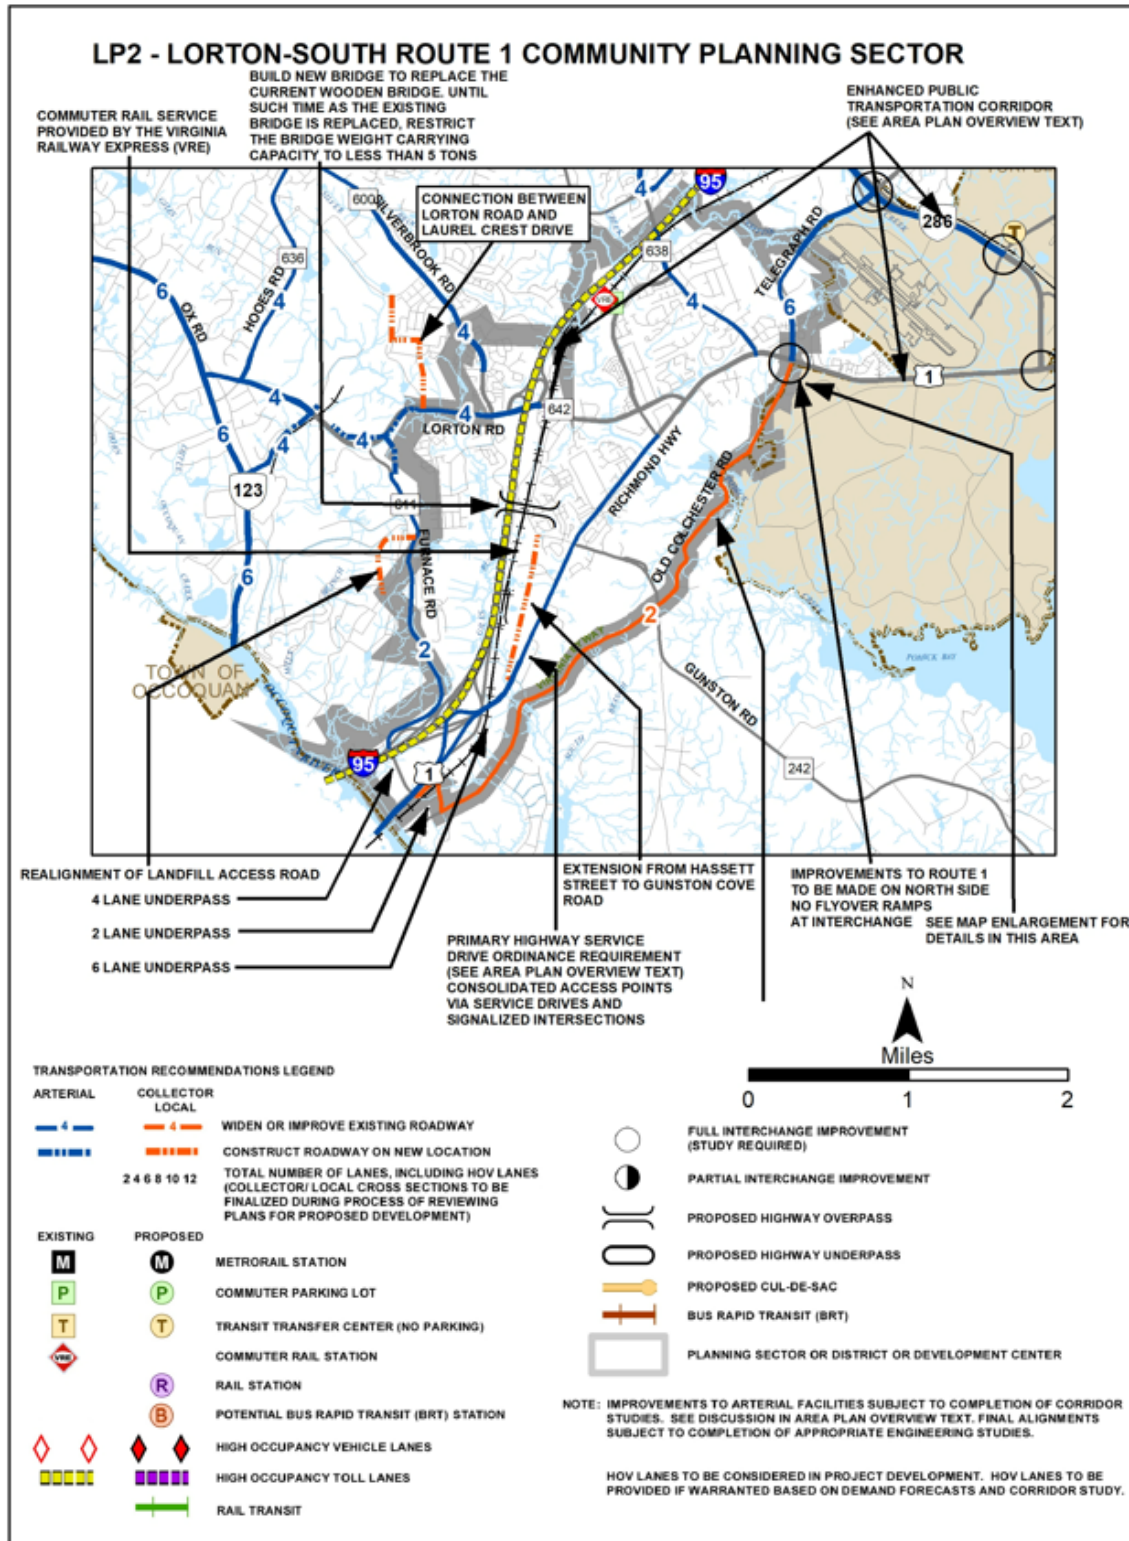 LP2 - LORTON-SOUTH ROUTE 1 COMMUNITY PLANNING SECTOR
BUILD NEW BRIDGE TO REPLACE THE
CURRENT WOODEN BRIDGE. UNTIL
SUCH TIME AS THE EXISTING
BRIDGE IS REPLACED, RESTRICT
THE BRIDGE WEIGHT CARRYING
CAPACITY TO LESS THAN 5 TONS
COMMUTER RAIL SERVICE
PROVIDED BY THE VIRGINIA
RAILWAY EXPRESS (VRE)
ENHANCED PUBLIC
TRANSPORTATION CORRIDOR
(SEE AREA PLAN OVERVIEW TEXT)
CONNECTION BETWEEN
LORTON ROAD AND
LAUREL CREST DRIVE
95
600
SILVERBROOK RD
636
HOOES RD
4
6
OX RD
638
4
TELEGRAPH RD
286
T
CREEK
VRE
4
6
1
4
4
642
LORTON RD
6
4
4
123
611
RICHMOND HWY
OLD COLCHESTER RD
FURNACE RD
6
2
2
GUNSTON RD
POHICK BAY
TOWN OF
OCCOQUAN
242
95
1
REALIGNMENT OF LANDFILL ACCESS ROAD
4 LANE UNDERPASS
2 LANE UNDERPASS
6 LANE UNDERPASS
EXTENSION FROM HASSETT
STREET TO GUNSTON COVE
ROAD
PRIMARY HIGHWAY SERVICE
DRIVE ORDINANCE REQUIREMENT
(SEE AREA PLAN OVERVIEW TEXT)
CONSOLIDATED ACCESS POINTS
VIA SERVICE DRIVES AND
SIGNALIZED INTERSECTIONS
IMPROVEMENTS TO ROUTE 1
TO BE MADE ON NORTH SIDE
NO FLYOVER RAMPS
AT INTERCHANGE
SEE MAP ENLARGEMENT FOR
DETAILS IN THIS AREA
N
Miles
0 1 2
TRANSPORTATION RECOMMENDATIONS LEGEND
ARTERIAL COLLECTOR
LOCAL
4 4 WIDEN OR IMPROVE EXISTING ROADWAY
CONSTRUCT ROADWAY ON NEW LOCATION
2 4 6 8 10 12 TOTAL NUMBER OF LANES, INCLUDING HOV LANES
(COLLECTOR/ LOCAL CROSS SECTIONS TO BE
FINALIZED DURING PROCESS OF REVIEWING
PLANS FOR PROPOSED DEVELOPMENT)
EXISTING PROPOSED
M M METRORAIL STATION
P P COMMUTER PARKING LOT
T T TRANSIT TRANSFER CENTER (NO PARKING)
VRE COMMUTER RAIL STATION
R RAIL STATION
B POTENTIAL BUS RAPID TRANSIT (BRT) STATION
HIGH OCCUPANCY VEHICLE LANES
HIGH OCCUPANCY TOLL LANES
RAIL TRANSIT
FULL INTERCHANGE IMPROVEMENT
(STUDY REQUIRED)
PARTIAL INTERCHANGE IMPROVEMENT
PROPOSED HIGHWAY OVERPASS
PROPOSED HIGHWAY UNDERPASS
PROPOSED CUL-DE-SAC
BUS RAPID TRANSIT (BRT)
PLANNING SECTOR OR DISTRICT OR DEVELOPMENT CENTER
NOTE: IMPROVEMENTS TO ARTERIAL FACILITIES SUBJECT TO COMPLETION OF CORRIDOR
STUDIES. SEE DISCUSSION IN AREA PLAN OVERVIEW TEXT. FINAL ALIGNMENTS
SUBJECT TO COMPLETION OF APPROPRIATE ENGINEERING STUDIES.
HOV LANES TO BE CONSIDERED IN PROJECT DEVELOPMENT. HOV LANES TO BE
PROVIDED IF WARRANTED BASED ON DEMAND FORECASTS AND CORRIDOR STUDY.